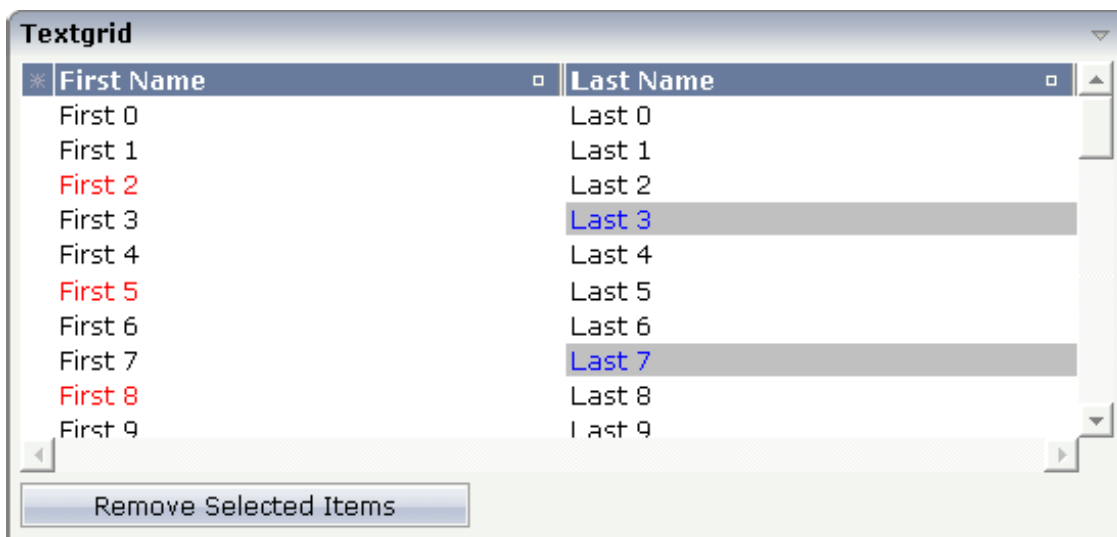 Textgrid
First Name Last Name
First 0 Last 0
First 1 Last 1
First 2 Last 2
First 3 Last 3
First 4 Last 4
First 5 Last 5
First 6 Last 6
First 7 Last 7
First 8 Last 8
First 9 Last 9
Remove Selected Items